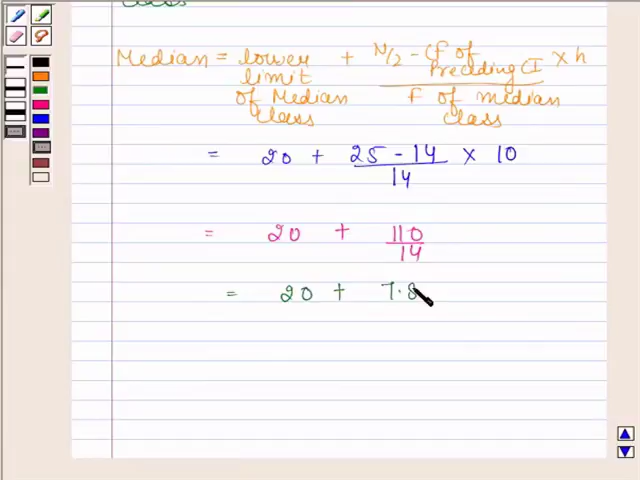 class
Median = lower limit of Median class + N/2 - Cf of Preceding CI / F of median class × h
= 20 + 25 - 14 / 14 × 10
= 20 + 110 / 14
= 20 + 7.8